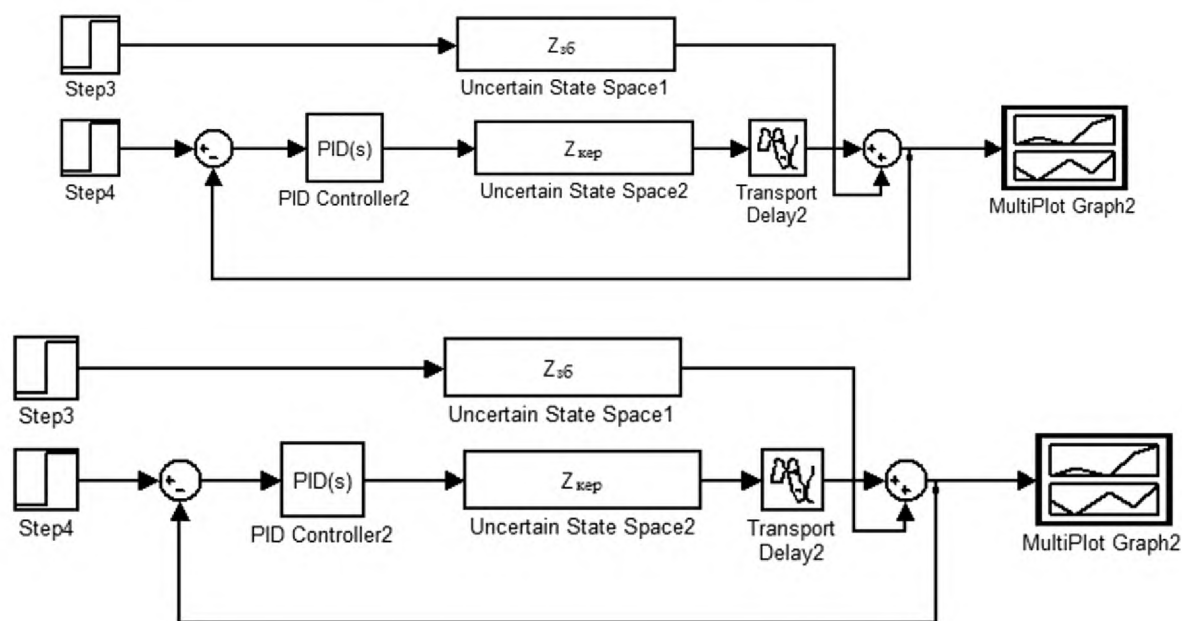 Zзб
Step3
Uncertain State Space1
+
-
PID(s)
Zкер
+
+
Step4
PID Controller2
Uncertain State Space2
Transport
Delay2
MultiPlot Graph2
Zзб
Step3
Uncertain State Space1
+
-
PID(s)
Zкер
+
+
Step4
PID Controller2
Uncertain State Space2
Transport
Delay2
MultiPlot Graph2